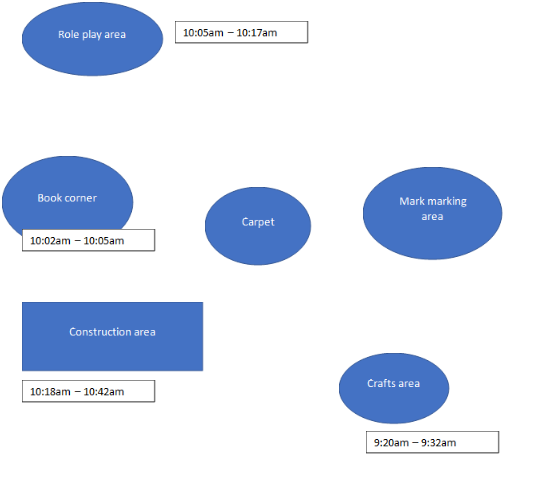 Role play area
10:05am – 10:17am
Book corner
10:02am – 10:05am
Carpet
Mark marking
area
Construction area
10:18am – 10:42am
Crafts area
9:20am – 9:32am